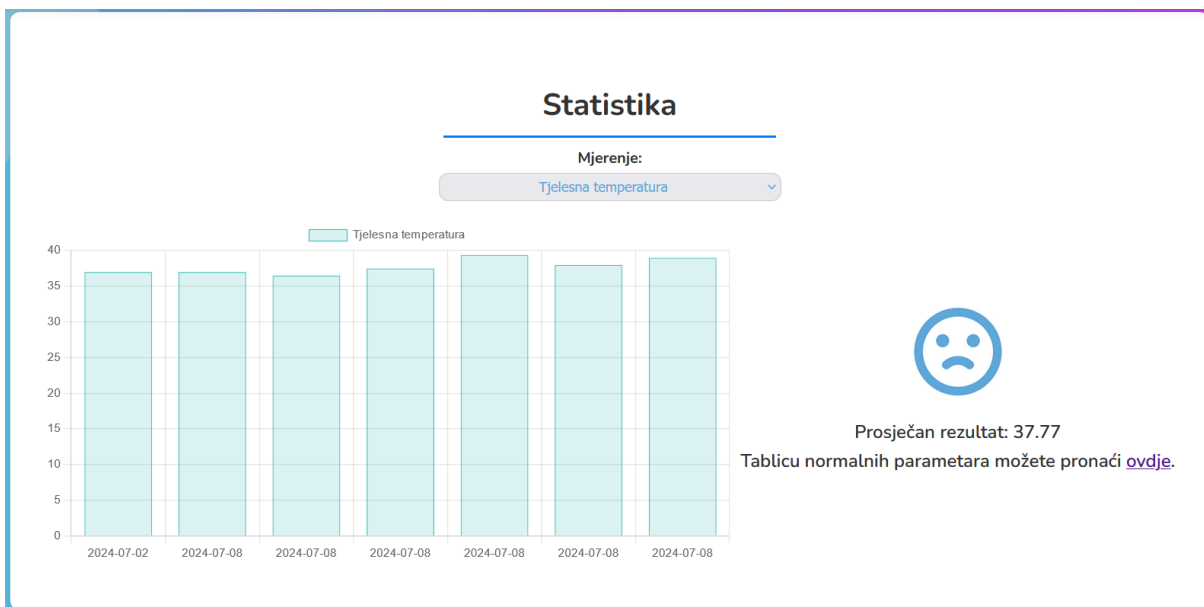 Statistika
Mjerenje:
Tjelesna temperatura
Tjelesna temperatura
40
35
30
25
20
15
10
5
0
2024-07-02 2024-07-08 2024-07-08 2024-07-08 2024-07-08 2024-07-08 2024-07-08
Prosječan rezultat: 37.77
Tablicu normalnih parametara možete pronaći ovdje.